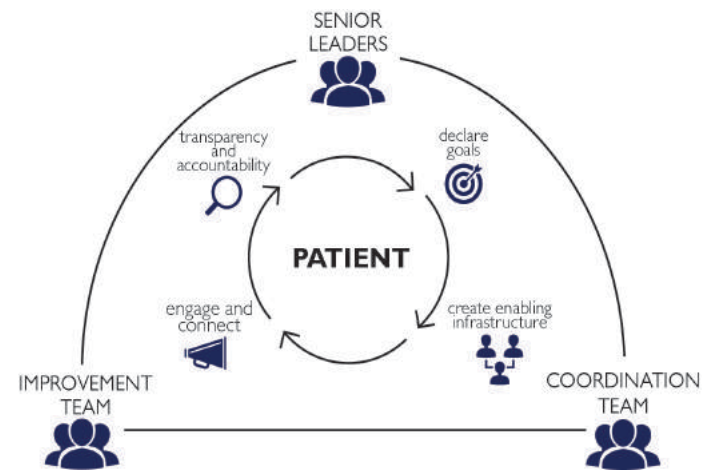 SENIOR
LEADERS
transparency
and
accountability
declare
goals
PATIENT
engage and
connect
create enabling
infrastructure
IMPROVEMENT
TEAM
COORDINATION
TEAM